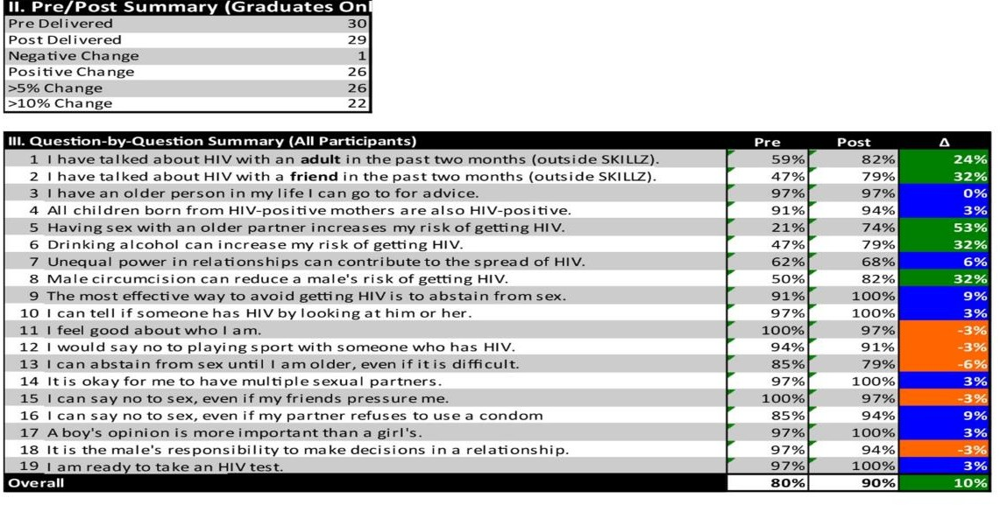 II. Pre/Post Summary (Graduates Onl
Pre Delivered 30
Post Delivered 29
Negative Change 1
Positive Change 26
>5% Change 26
>10% Change 22
III. Question-by-Question Summary (All Participants) Pre Post Δ
1 I have talked about HIV with an adult in the past two months (outside SKILLZ). 59% 82% 24%
2 I have talked about HIV with a friend in the past two months (outside SKILLZ). 47% 79% 32%
3 I have an older person in my life I can go to for advice. 97% 97% 0%
4 All children born from HIV-positive mothers are also HIV-positive. 91% 94% 3%
5 Having sex with an older partner increases my risk of getting HIV. 21% 74% 53%
6 Drinking alcohol can increase my risk of getting HIV. 47% 79% 32%
7 Unequal power in relationships can contribute to the spread of HIV. 62% 68% 6%
8 Male circumcision can reduce a male's risk of getting HIV. 50% 82% 32%
9 The most effective way to avoid getting HIV is to abstain from sex. 91% 100% 9%
10 I can tell if someone has HIV by looking at him or her. 97% 100% 3%
11 I feel good about who I am. 100% 97% -3%
12 I would say no to playing sport with someone who has HIV. 94% 91% -3%
13 I can abstain from sex until I am older, even if it is difficult. 85% 79% -6%
14 It is okay for me to have multiple sexual partners. 97% 100% 3%
15 I can say no to sex, even if my friends pressure me. 100% 97% -3%
16 I can say no to sex, even if my partner refuses to use a condom 85% 94% 9%
17 A boy's opinion is more important than a girl's. 97% 100% 3%
18 It is the male's responsibility to make decisions in a relationship. 97% 94% -3%
19 I am ready to take an HIV test. 97% 100% 3%
Overall 80% 90% 10%